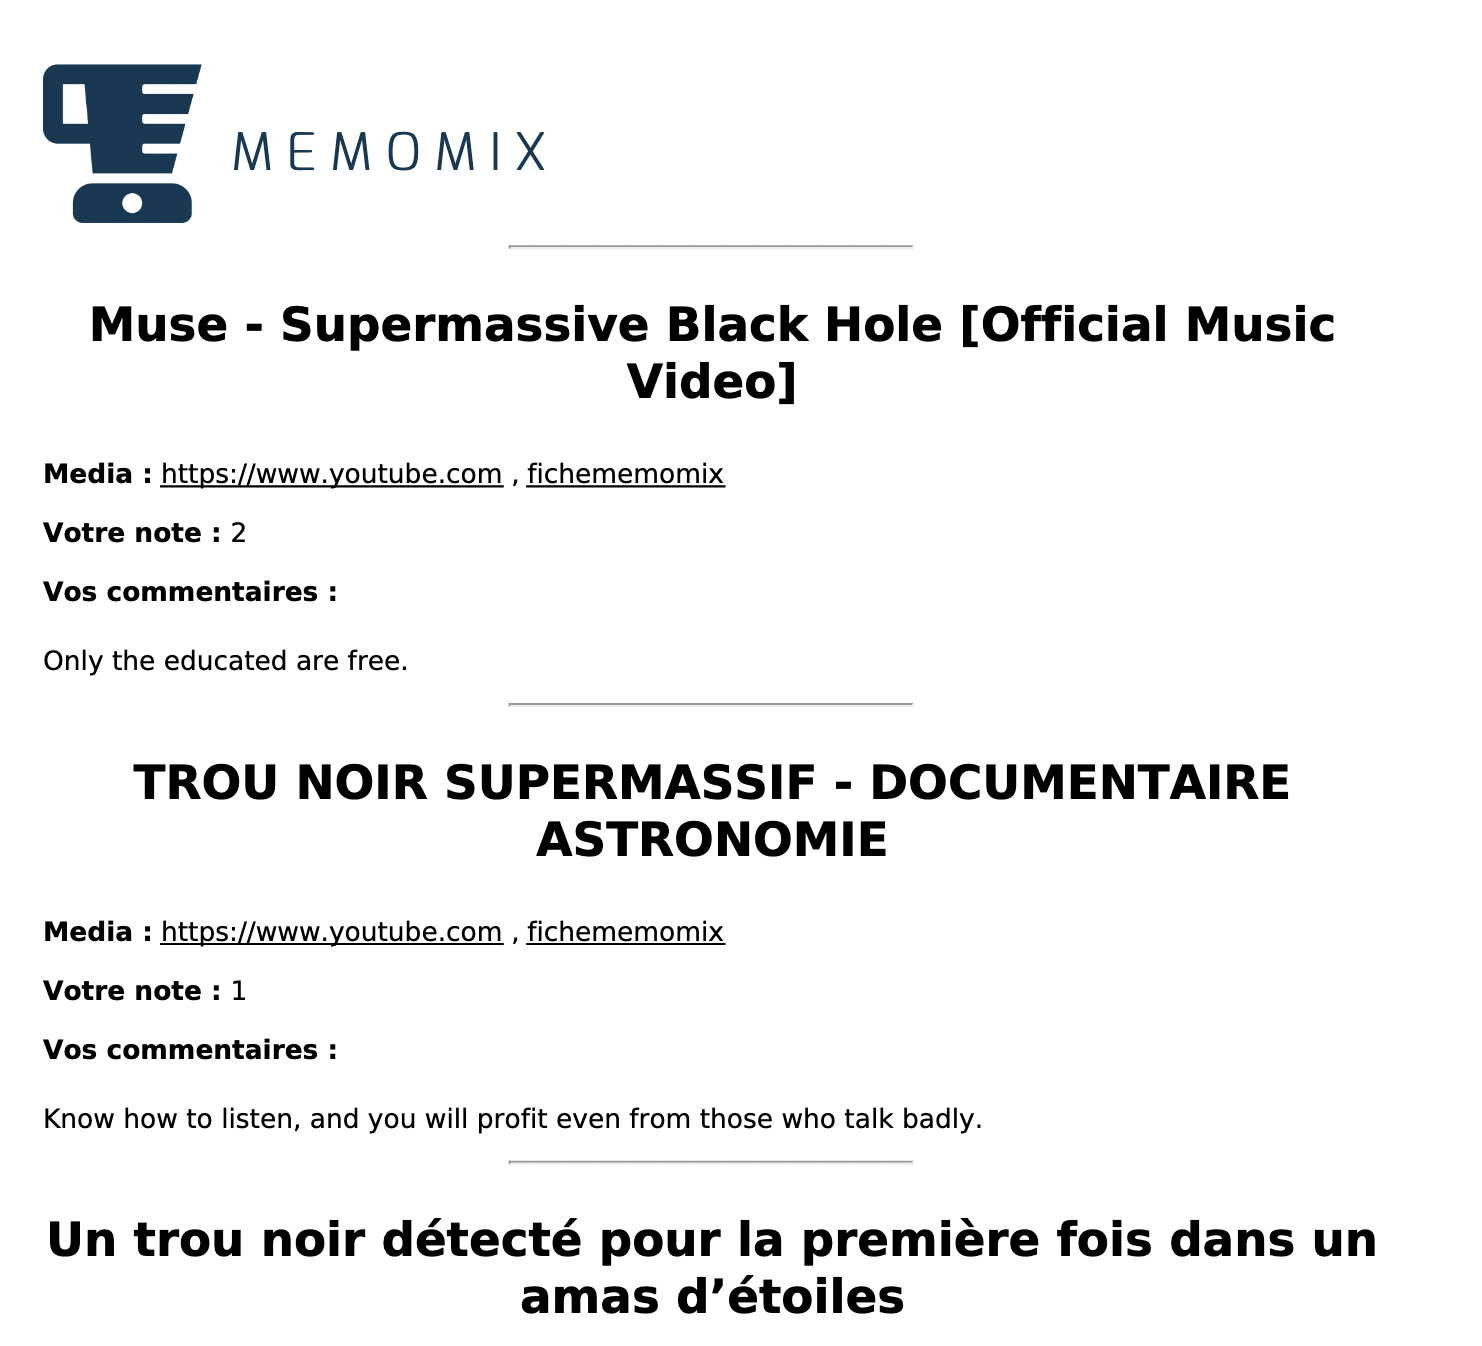 MEMOMIX
Muse - Supermassive Black Hole [Official Music
Video]
Media : https://www.youtube.com , fichememomix
Votre note : 2
Vos commentaires :
Only the educated are free.
TROU NOIR SUPERMASSIF - DOCUMENTAIRE
ASTRONOMIE
Media : https://www.youtube.com , fichememomix
Votre note : 1
Vos commentaires :
Know how to listen, and you will profit even from those who talk badly.
Un trou noir détecté pour la première fois dans un
amas d’étoiles